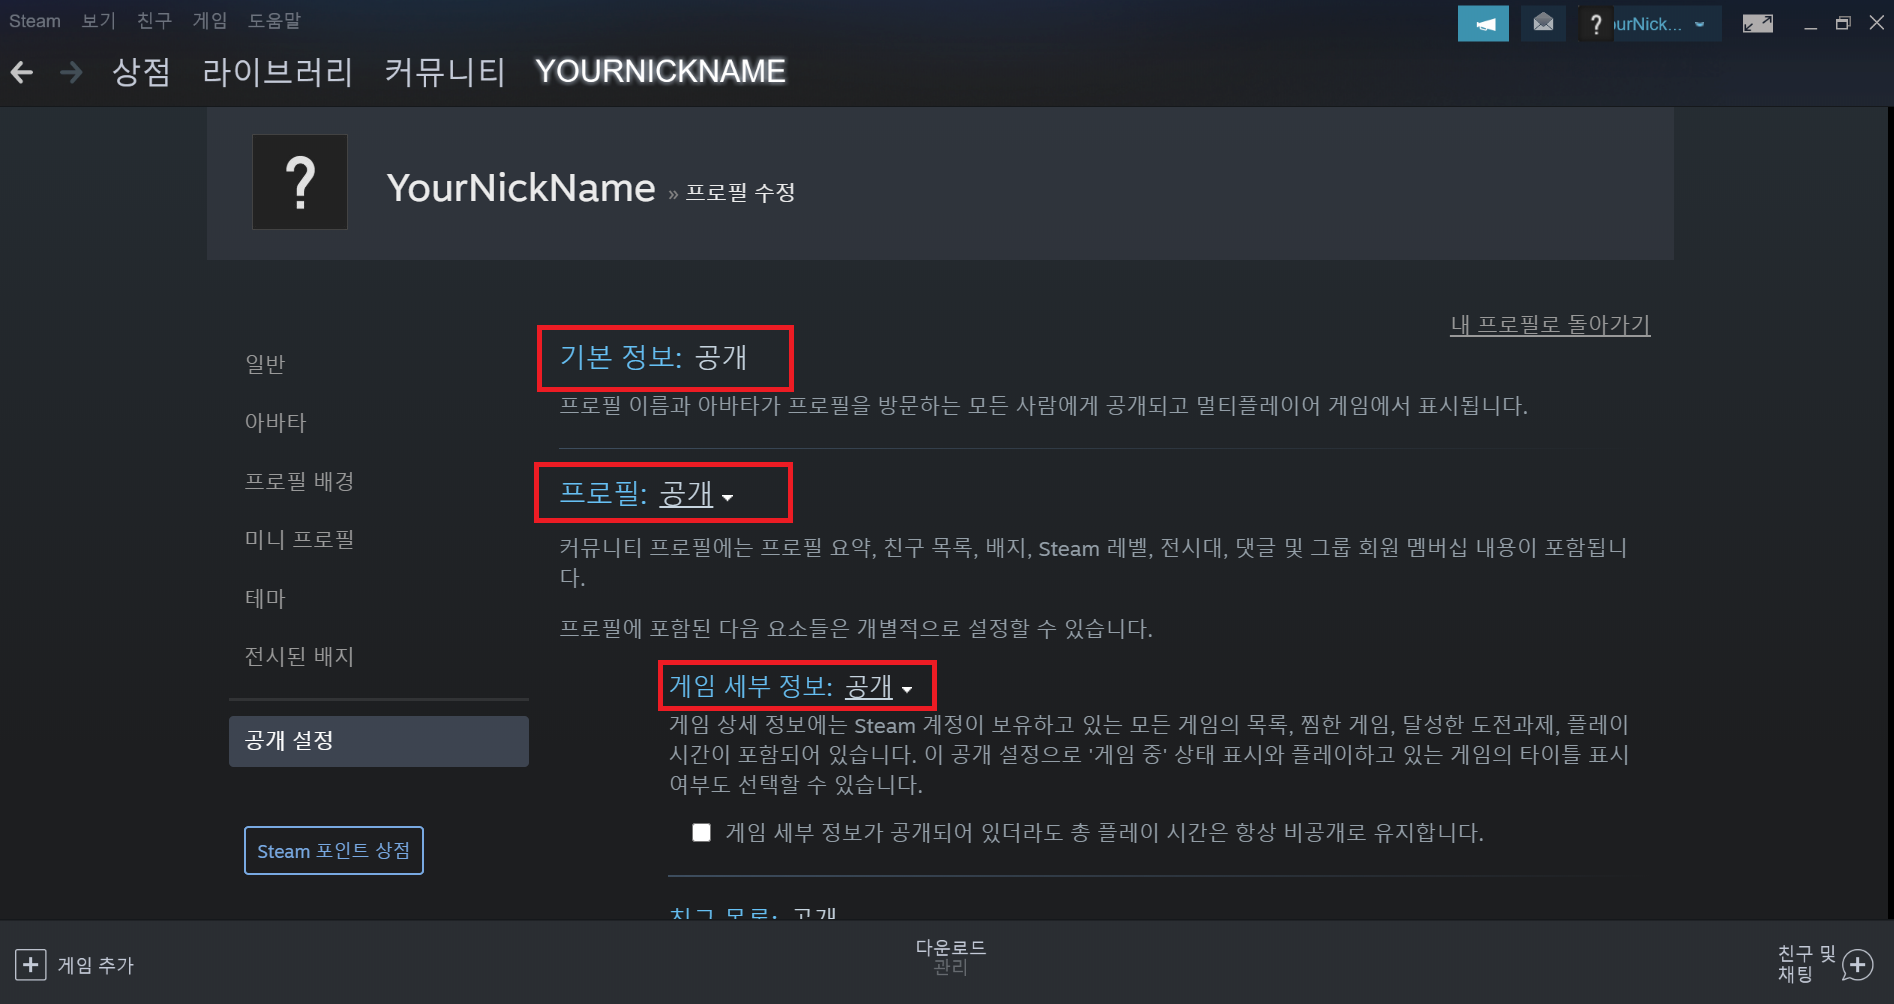 Steam 보기 친구 게임 도움말
?
urNick...
상점 라이브러리 커뮤니티 YOURNICKNAME
?
YourNickName » 프로필 수정
내 프로필로 돌아가기
일반
아바타
프로필 배경
미니 프로필
테마
전시된 배지
공개 설정
Steam 포인트 상점
기본 정보: 공개
프로필 이름과 아바타가 프로필을 방문하는 모든 사람에게 공개되고 멀티플레이어 게임에서 표시됩니다.
프로필: 공개
커뮤니티 프로필에는 프로필 요약, 친구 목록, 배지, Steam 레벨, 전시대, 댓글 및 그룹 회원 멤버십 내용이 포함됩니
다.
프로필에 포함된 다음 요소들은 개별적으로 설정할 수 있습니다.
게임 세부 정보: 공개
게임 상세 정보에는 Steam 계정이 보유하고 있는 모든 게임의 목록, 찜한 게임, 달성한 도전과제, 플레이
시간이 포함되어 있습니다. 이 공개 설정으로 '게임 중' 상태 표시와 플레이하고 있는 게임의 타이틀 표시
여부도 선택할 수 있습니다.
게임 세부 정보가 공개되어 있더라도 총 플레이 시간은 항상 비공개로 유지합니다.
친구 목록: 공개
게임 추가
다운로드
관리
친구 및
채팅